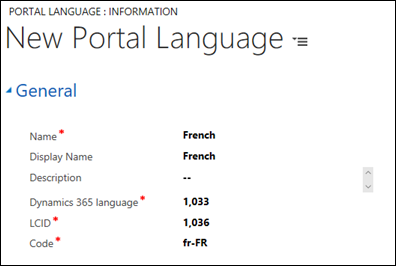 PORTAL LANGUAGE : INFORMATION
New Portal Language
General
Name* French
Display Name French
Description --
Dynamics 365 language* 1,033
LCID* 1,036
Code* fr-FR